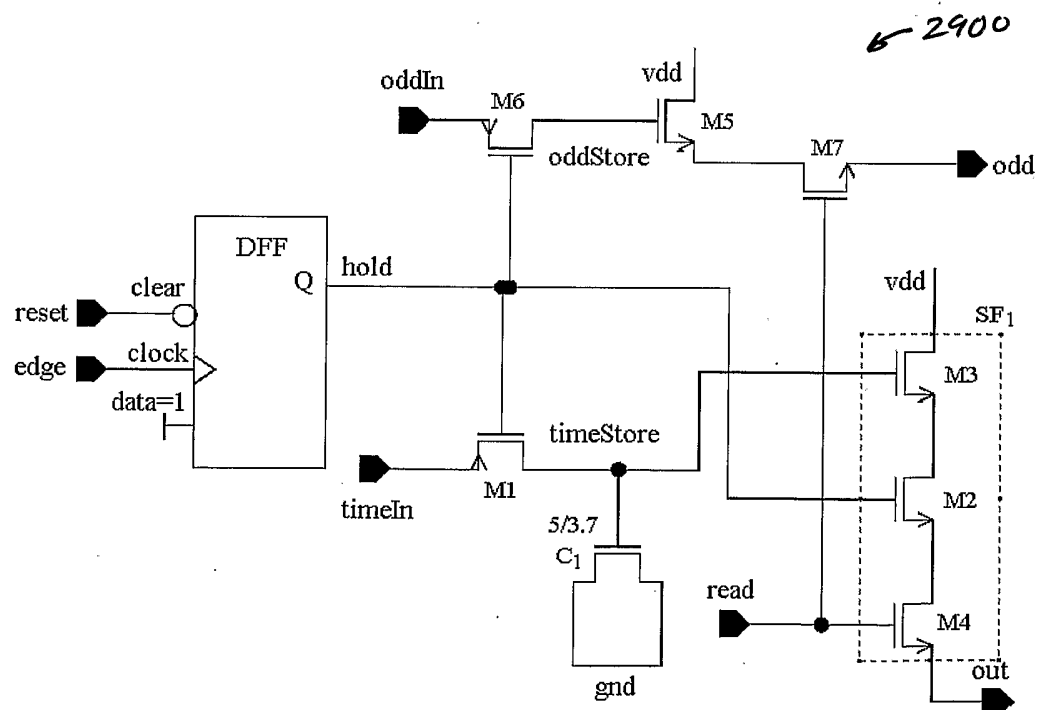 2900
oddIn
M6
vdd
M5
oddStore
M7
odd
DFF
Q
hold
clear
reset
clock
edge
data=1
vdd
SF1
M3
timeStore
M1
timeIn
5/3.7
C1
M2
read
M4
gnd
out